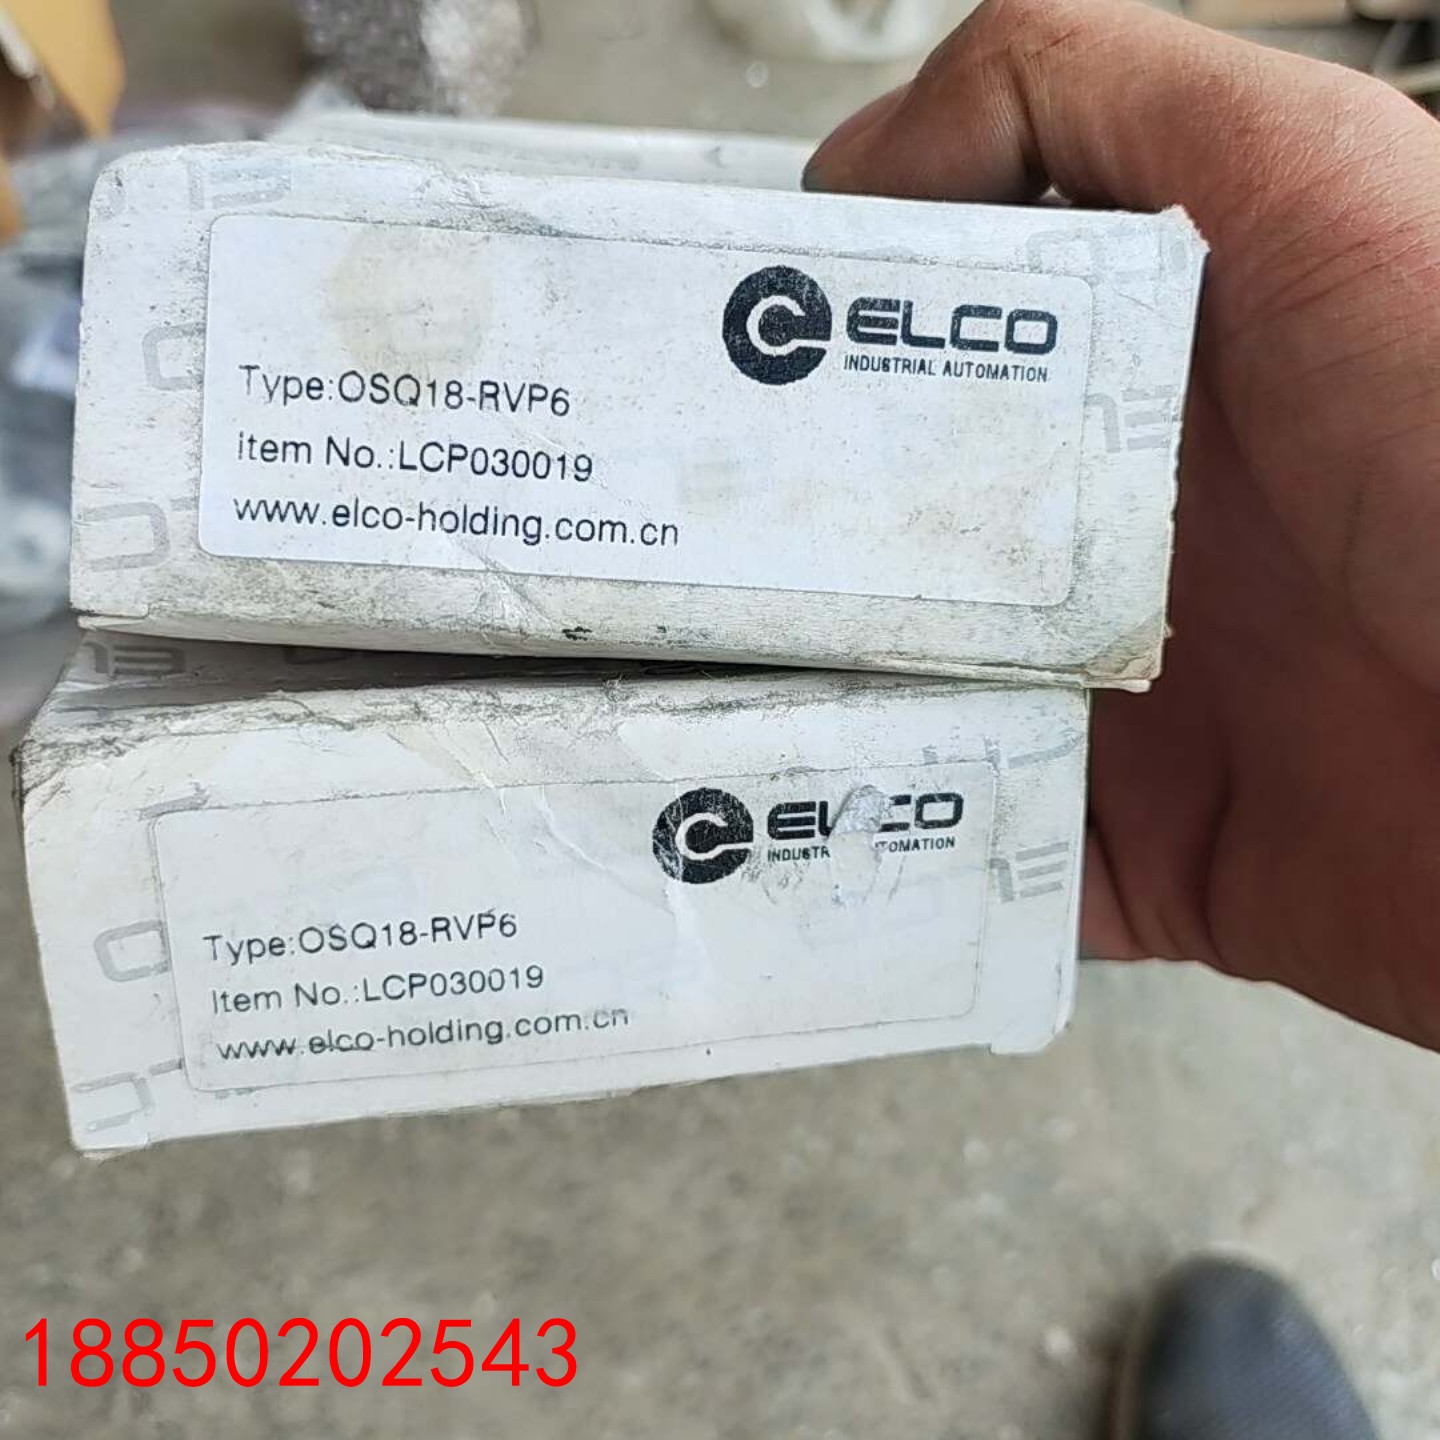 ELCO
INDUSTRIAL AUTOMATION
Type:OSQ18-RVP6
item No.:LCP030019
www.elco-holding.com.cn
ELCO
Type:OSQ18-RVP6
Item No.:LCP030019
www.elco-holding.com.cn
18850202543